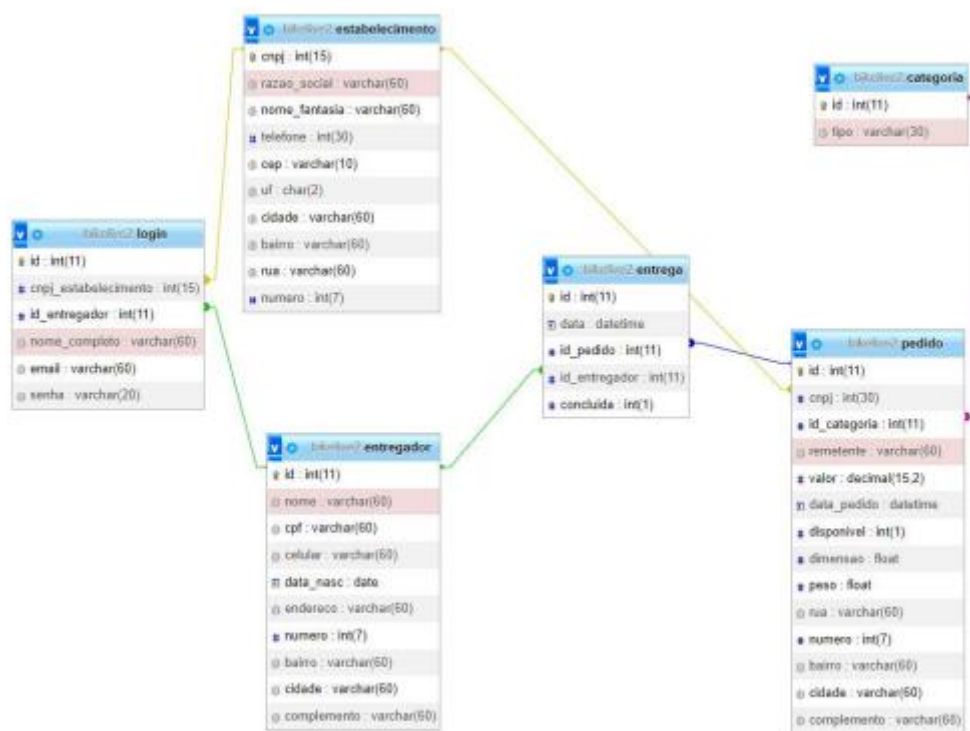 estabelecimento
cnpj : int(15)
razao_social : varchar(60)
nome_fantasia : varchar(60)
telefone : int(30)
cep : varchar(10)
uf : char(2)
cidade : varchar(60)
bairro : varchar(60)
rua : varchar(60)
numero : int(7)
categoria
id : int(11)
tipo : varchar(30)
login
id : int(11)
cnpj_estabelecimento : int(15)
id_entregador : int(11)
nome_completo : varchar(60)
email : varchar(60)
senha : varchar(20)
entrega
id : int(11)
data : datetime
id_pedido : int(11)
id_entregador : int(11)
concluida : int(1)
entregador
id : int(11)
nome : varchar(60)
cpf : varchar(60)
celular : varchar(60)
data_nasc : date
endereco : varchar(60)
numero : int(7)
bairro : varchar(60)
cidade : varchar(60)
complemento : varchar(60)
pedido
id : int(11)
cnpj : int(30)
id_categoria : int(11)
remetente : varchar(60)
valor : decimal(15,2)
data_pedido : datetime
disponivel : int(1)
dimensao : float
peso : float
rua : varchar(60)
numero : int(7)
bairro : varchar(60)
cidade : varchar(60)
complemento : varchar(60)